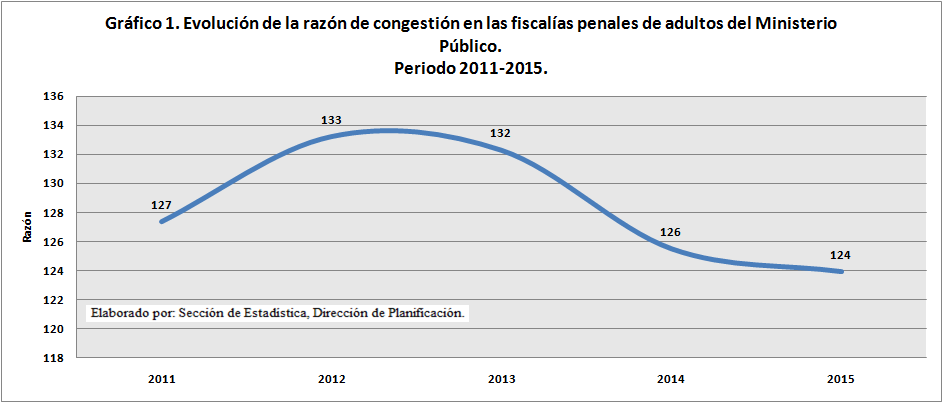 Gráfico 1. Evolución de la razón de congestión en las fiscalías penales de adultos del Ministerio
Público.
Periodo 2011-2015.
136
134
132
130
128
126
124
122
120
118
Razón
127
133
132
126
124
Elaborado por: Sección de Estadística, Dirección de Planificación.
2011 2012 2013 2014 2015